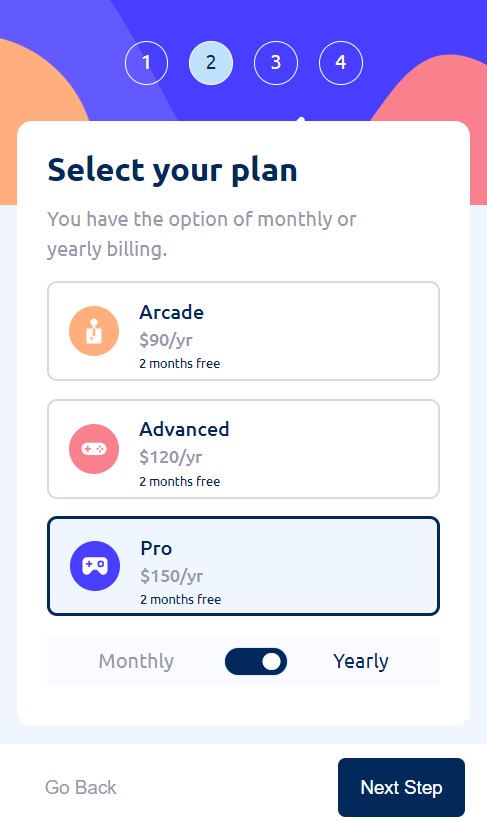 1 2 3 4
Select your plan
You have the option of monthly or
yearly billing.
Arcade
$90/yr
2 months free
Advanced
$120/yr
2 months free
Pro
$150/yr
2 months free
Monthly Yearly
Go Back Next Step